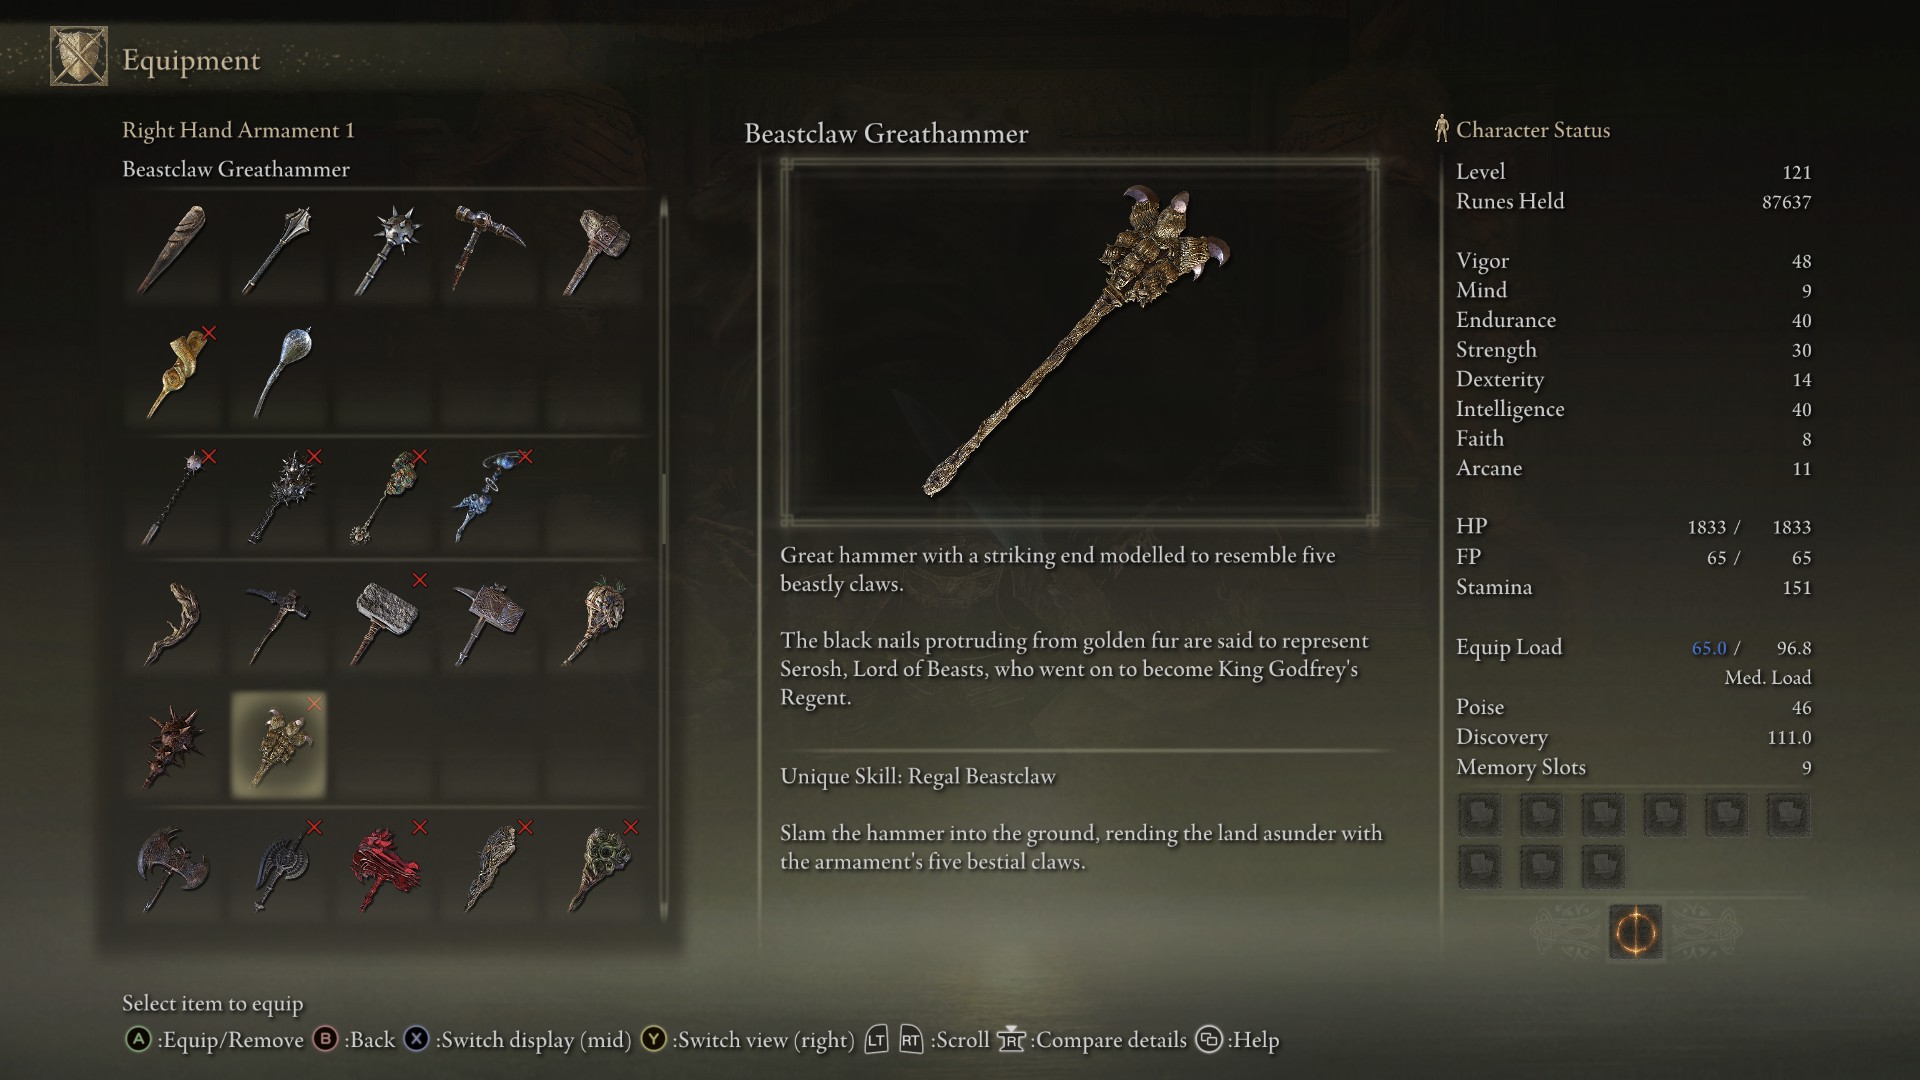 Equipment
Right Hand Armament 1
Beastclaw Greathammer
Beastclaw Greathammer
Great hammer with a striking end modelled to resemble five
beastly claws.
The black nails protruding from golden fur are said to represent
Serosh, Lord of Beasts, who went on to become King Godfrey's
Regent.
Unique Skill: Regal Beastclaw
Slam the hammer into the ground, rending the land asunder with
the armament's five bestial claws.
Character Status
Level 121
Runes Held 87637
Vigor 48
Mind 9
Endurance 40
Strength 30
Dexterity 14
Intelligence 40
Faith 8
Arcane 11
HP 1833 / 1833
FP 65 / 65
Stamina 151
Equip Load 65.0 / 96.8
Med. Load
Poise 46
Discovery 111.0
Memory Slots 9
Select item to equip
A :Equip/Remove B :Back X :Switch display (mid) Y :Switch view (right) LT RT :Scroll R :Compare details :Help